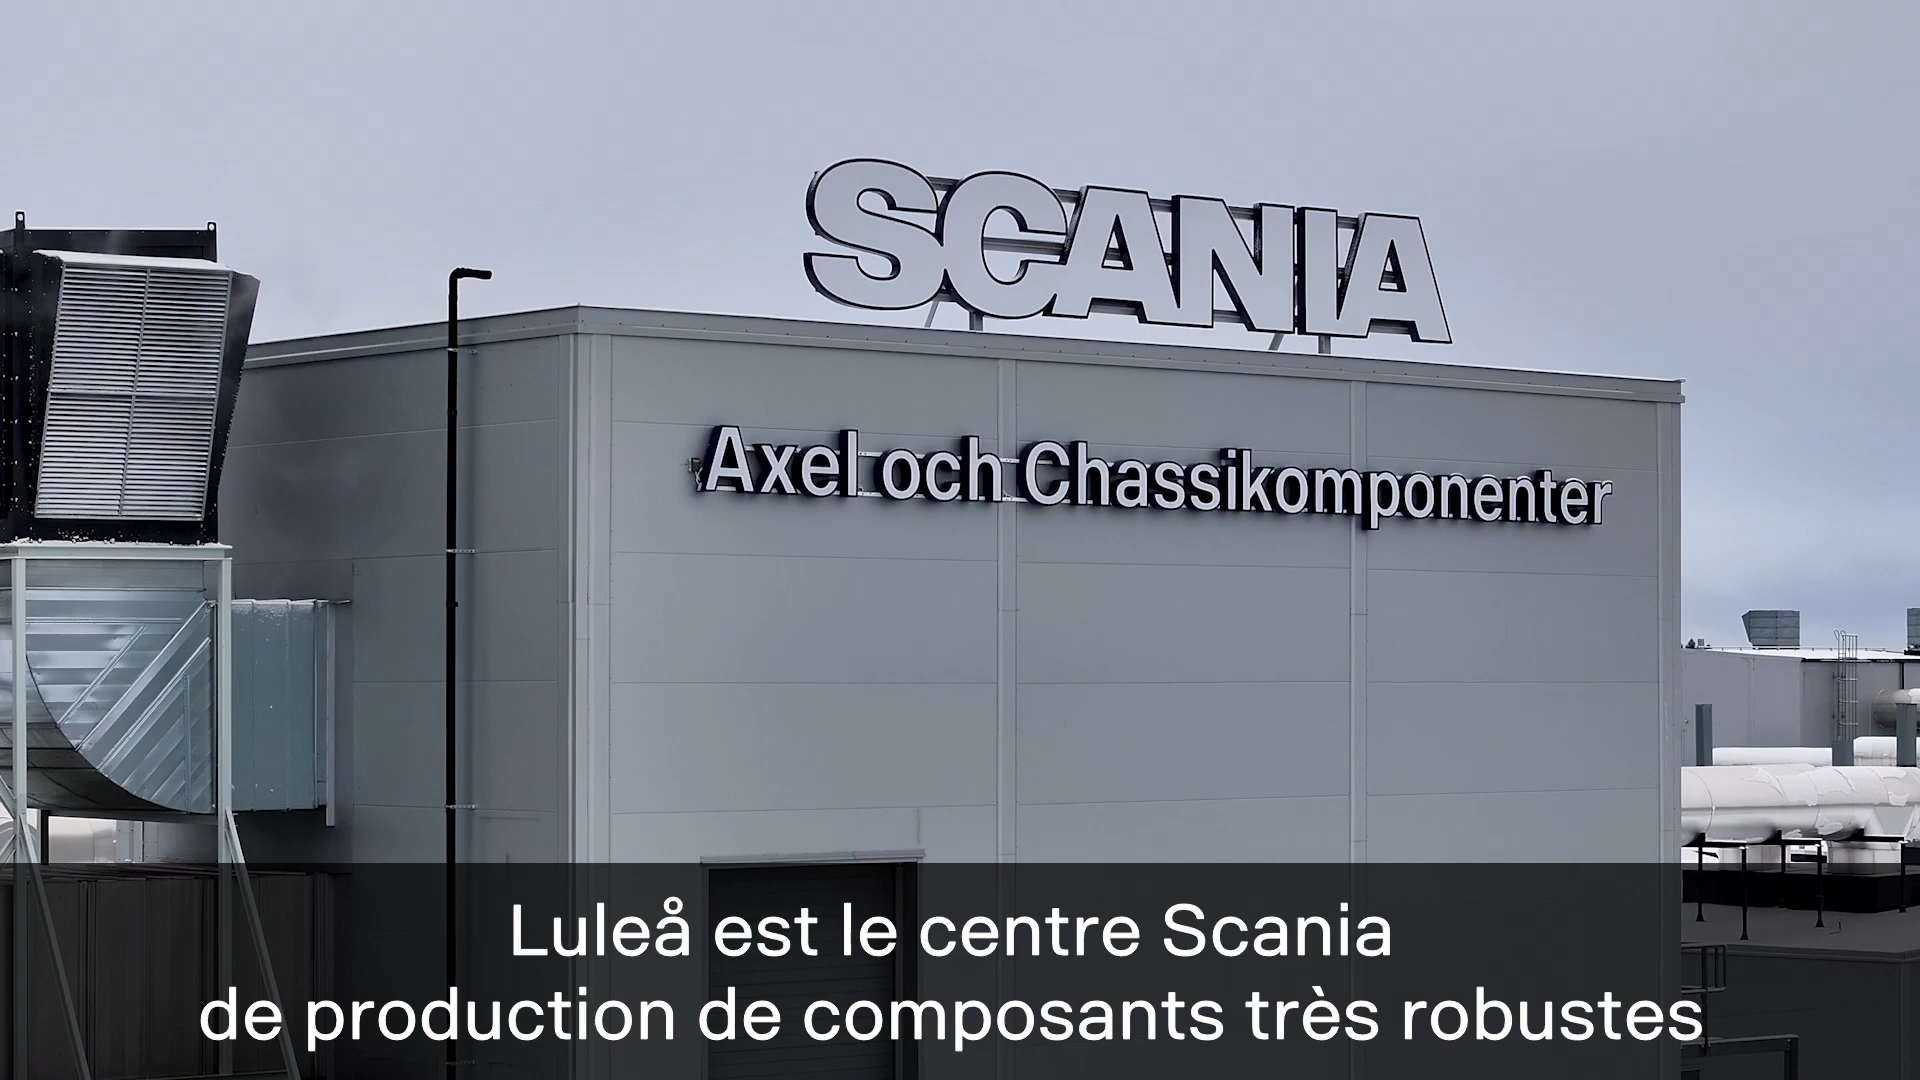 SCANIA
Axel och Chassikomponenter
Luleå est le centre Scania
de production de composants très robustes